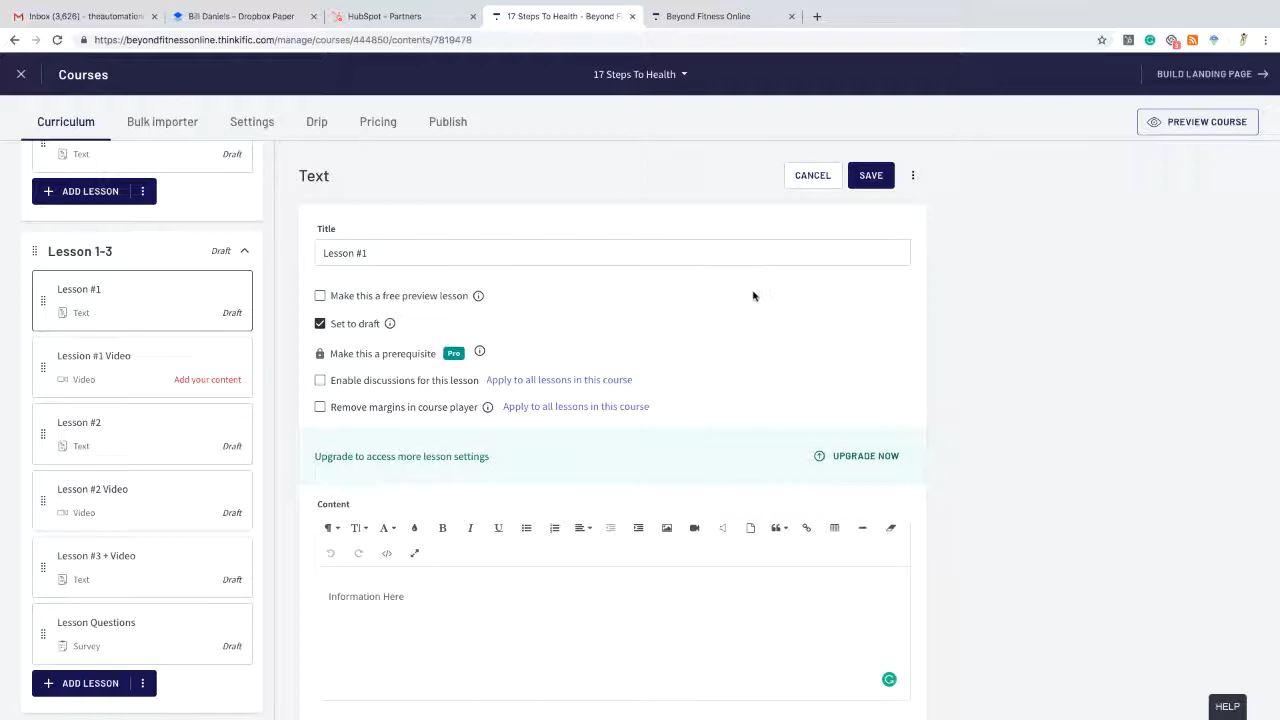 Inbox (3,626) - theautomation
Bill Daniels – Dropbox Paper
HubSpot - Partners
17 Steps To Health - Beyond F
Beyond Fitness Online
https://beyondfitnessonline.thinkific.com/manage/courses/444850/contents/7819478
Courses
17 Steps To Health
BUILD LANDING PAGE
Curriculum
Bulk importer
Settings
Drip
Pricing
Publish
PREVIEW COURSE
Text Draft
ADD LESSON
Lesson 1-3 Draft
Lesson #1
Text Draft
Lession #1 Video
Video Add your content
Lesson #2
Text Draft
Lesson #2 Video
Video Draft
Lesson #3 + Video
Text Draft
Lesson Questions
Survey Draft
ADD LESSON
Text
CANCEL
SAVE
Title
Lesson #1
Make this a free preview lesson
Set to draft
Make this a prerequisite Pro
Enable discussions for this lesson Apply to all lessons in this course
Remove margins in course player Apply to all lessons in this course
Upgrade to access more lesson settings
UPGRADE NOW
Content
Information Here
HELP